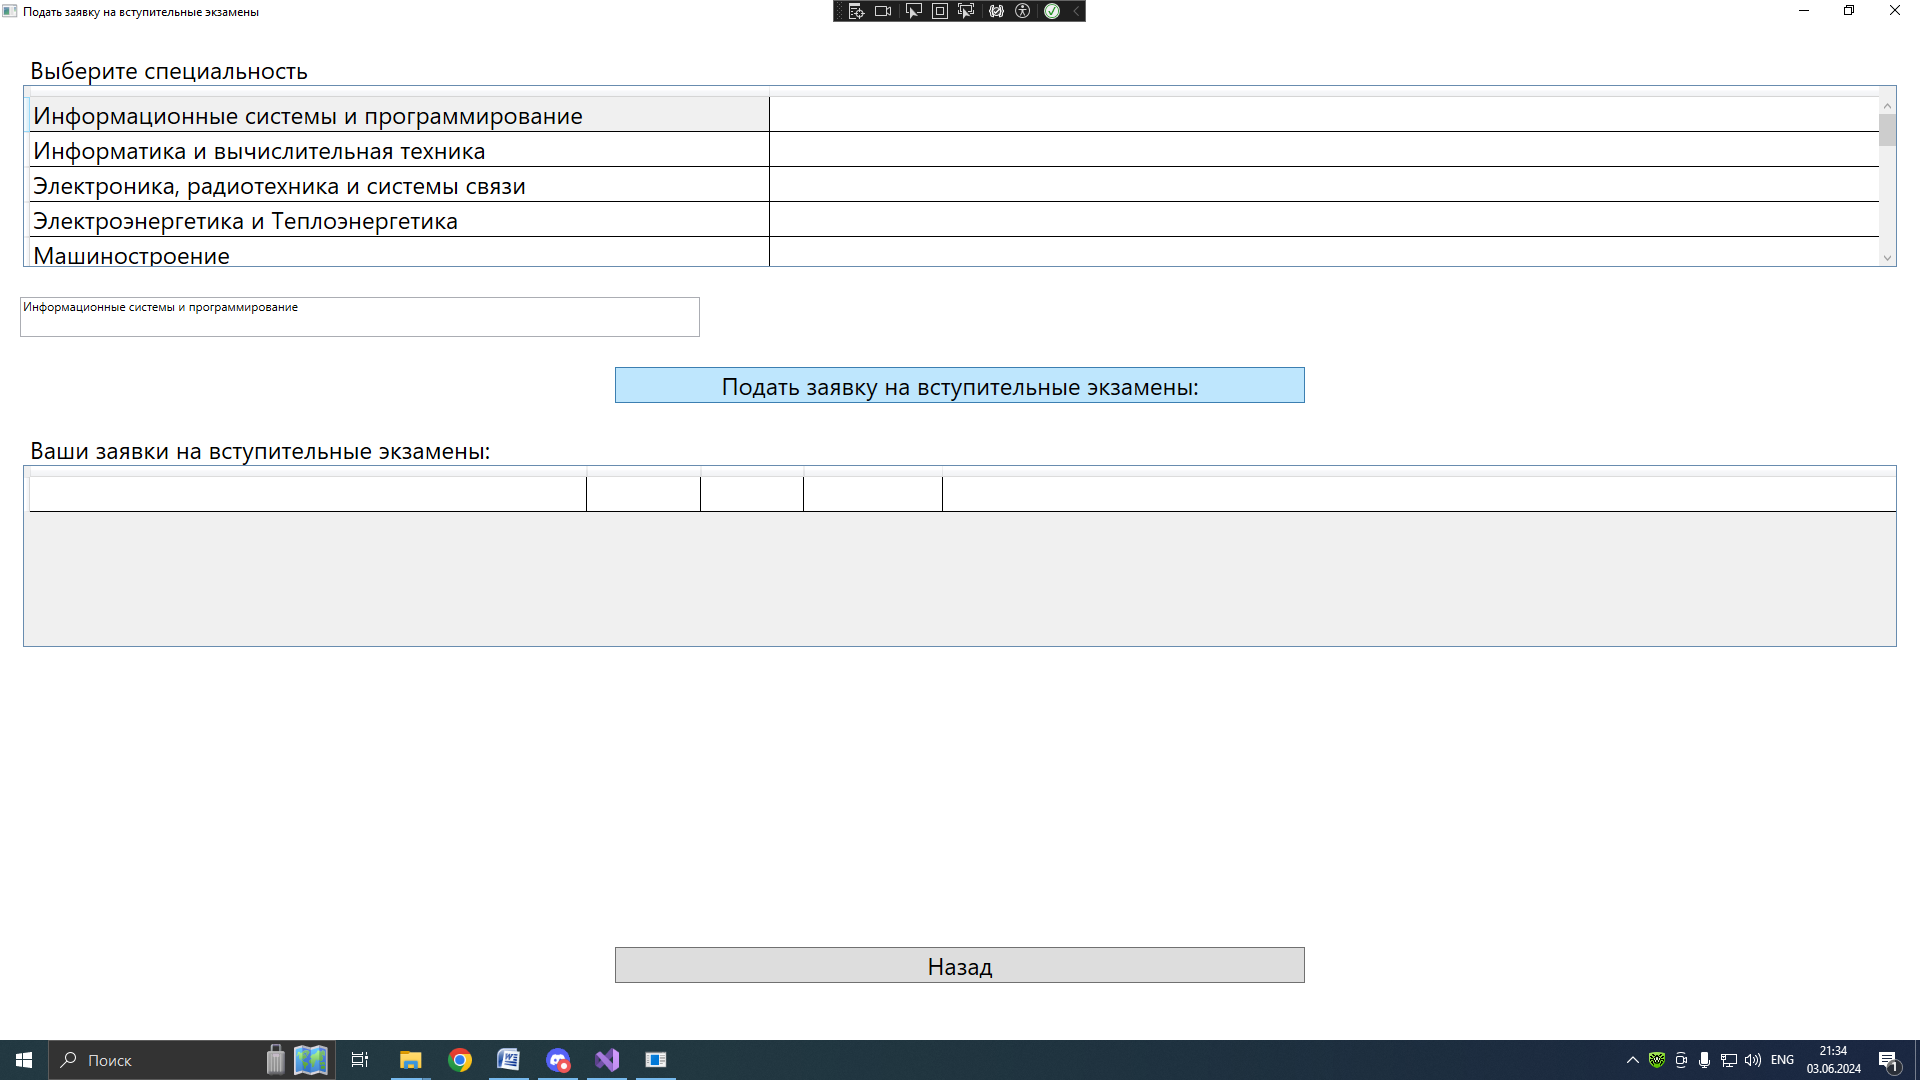 Подать заявку на вступительные экзамены
Выберите специальность
Информационные системы и программирование
Информатика и вычислительная техника
Электроника, радиотехника и системы связи
Электроэнергетика и Теплоэнергетика
Машиностроение
Информационные системы и программирование
Подать заявку на вступительные экзамены:
Ваши заявки на вступительные экзамены:
Назад
Поиск
ENG
21:34
03.06.2024
1